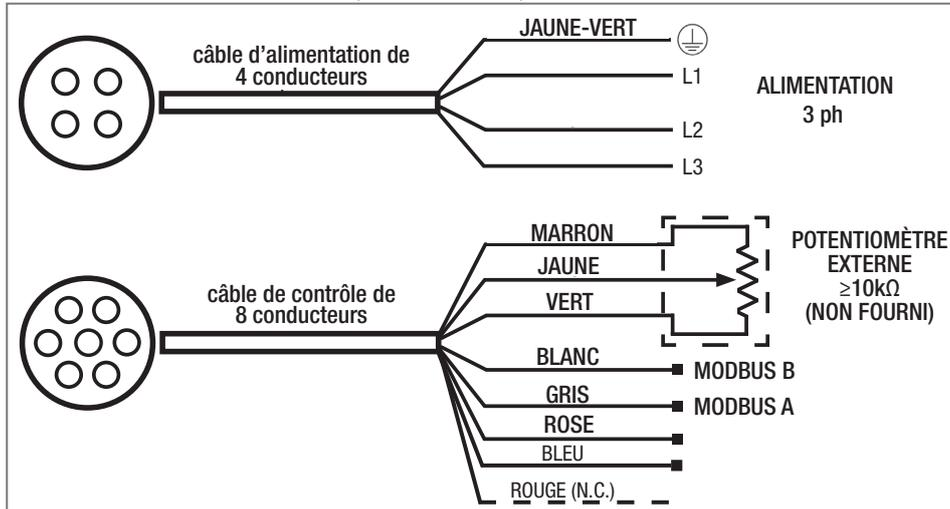 câble d'alimentation de
4 conducteurs
JAUNE-VERT
L1
L2
L3
ALIMENTATION
3 ph
câble de contrôle de
8 conducteurs
MARRON
JAUNE
VERT
BLANC
GRIS
ROSE
BLEU
ROUGE (N.C.)
POTENTIOMÈTRE
EXTERNE
≥10kΩ
(NON FOURNI)
MODBUS B
MODBUS A